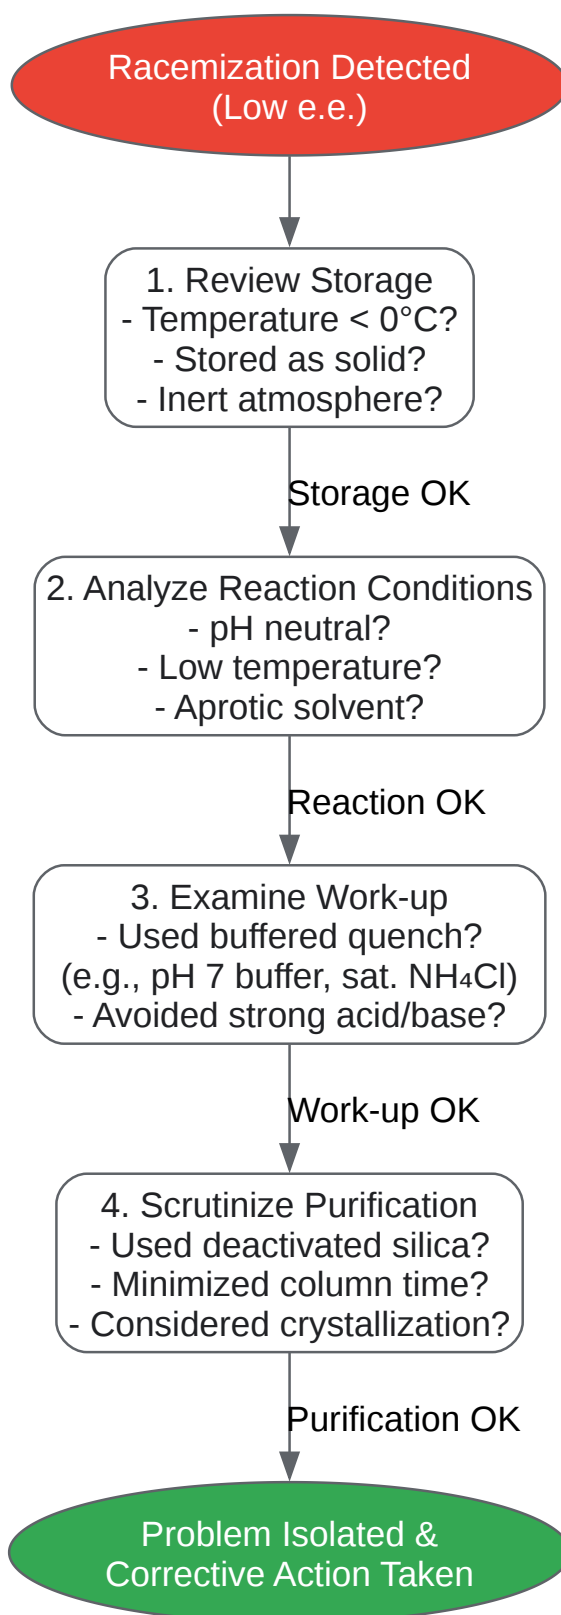 Racemization Detected
(Low e.e.)
1. Review Storage
- Temperature < 0°C?
- Stored as solid?
- Inert atmosphere?
Storage OK
2. Analyze Reaction Conditions
- pH neutral?
- Low temperature?
- Aprotic solvent?
Reaction OK
3. Examine Work-up
- Used buffered quench?
(e.g., pH 7 buffer, sat. NH₄Cl)
- Avoided strong acid/base?
Work-up OK
4. Scrutinize Purification
- Used deactivated silica?
- Minimized column time?
- Considered crystallization?
Purification OK
Problem Isolated &
Corrective Action Taken